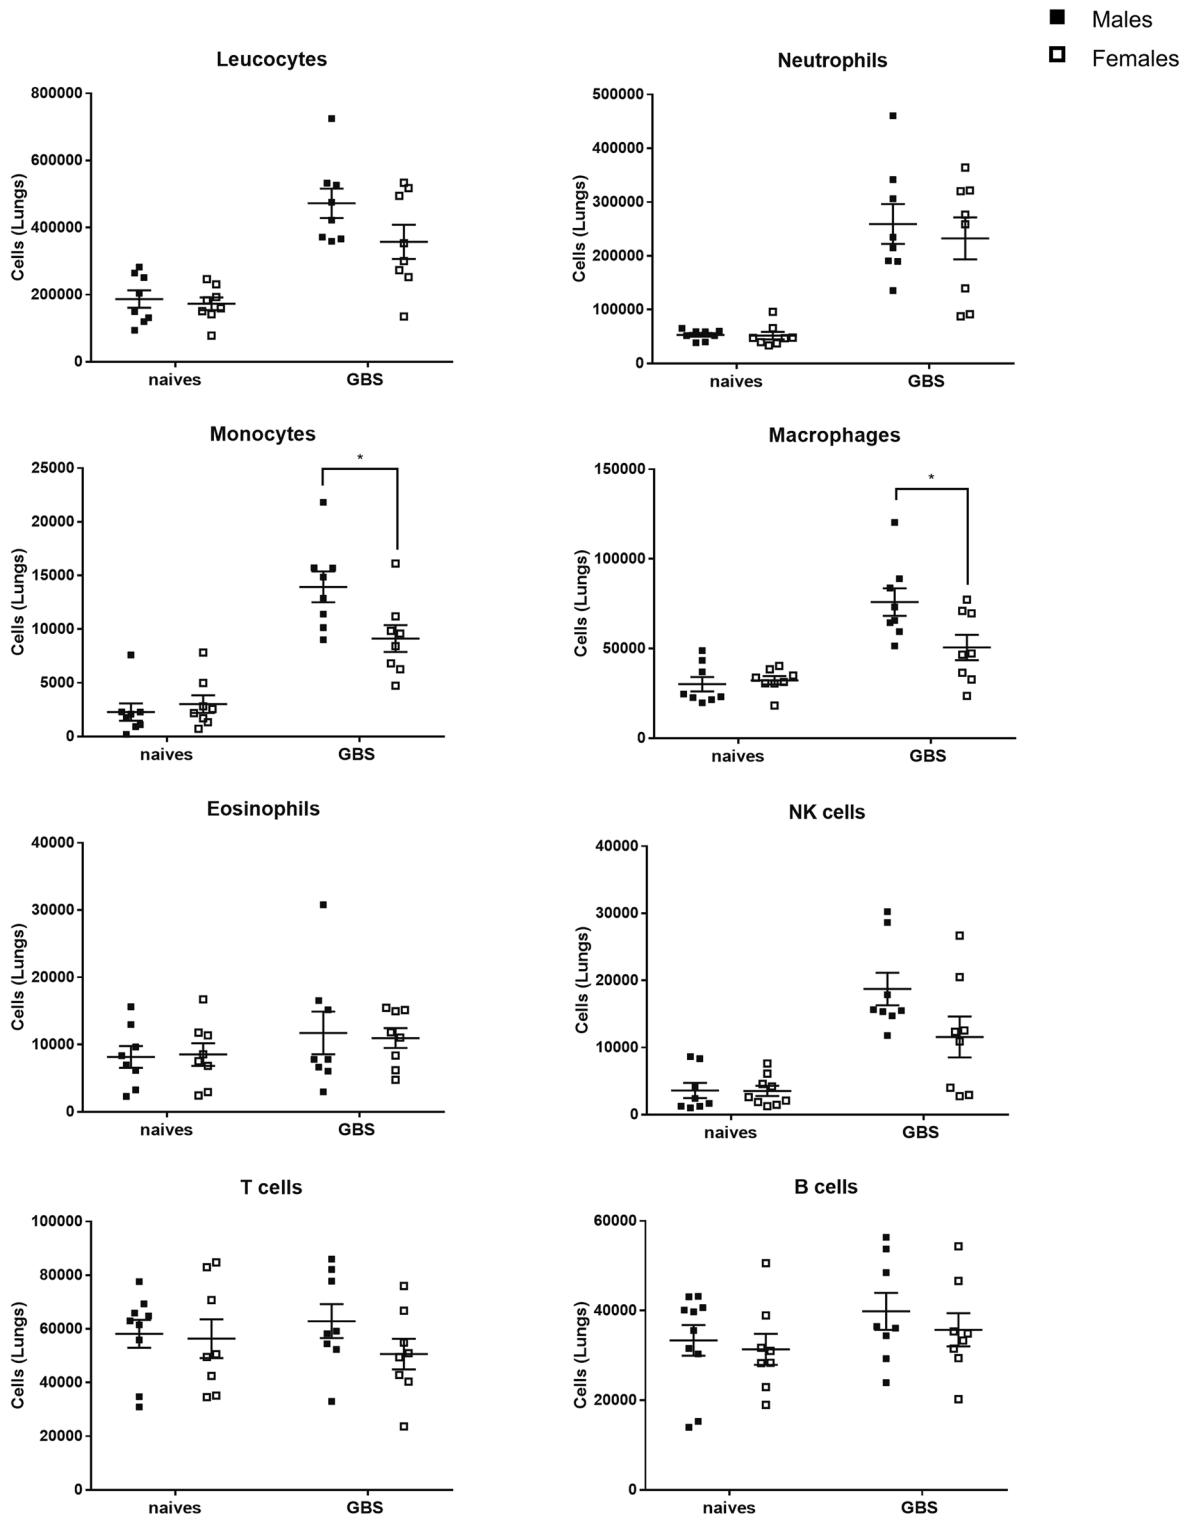 Males
Females
Leucocytes
Cells (Lungs)
800000
600000
400000
200000
0
naives
GBS
Neutrophils
Cells (Lungs)
500000
400000
300000
200000
100000
0
naives
GBS
Monocytes
Cells (Lungs)
25000
20000
15000
10000
5000
0
*
naives
GBS
Macrophages
Cells (Lungs)
150000
100000
50000
0
*
naives
GBS
Eosinophils
Cells (Lungs)
40000
30000
20000
10000
0
naives
GBS
NK cells
Cells (Lungs)
40000
30000
20000
10000
0
naives
GBS
T cells
Cells (Lungs)
100000
80000
60000
40000
20000
0
naives
GBS
B cells
Cells (Lungs)
60000
40000
20000
0
naives
GBS